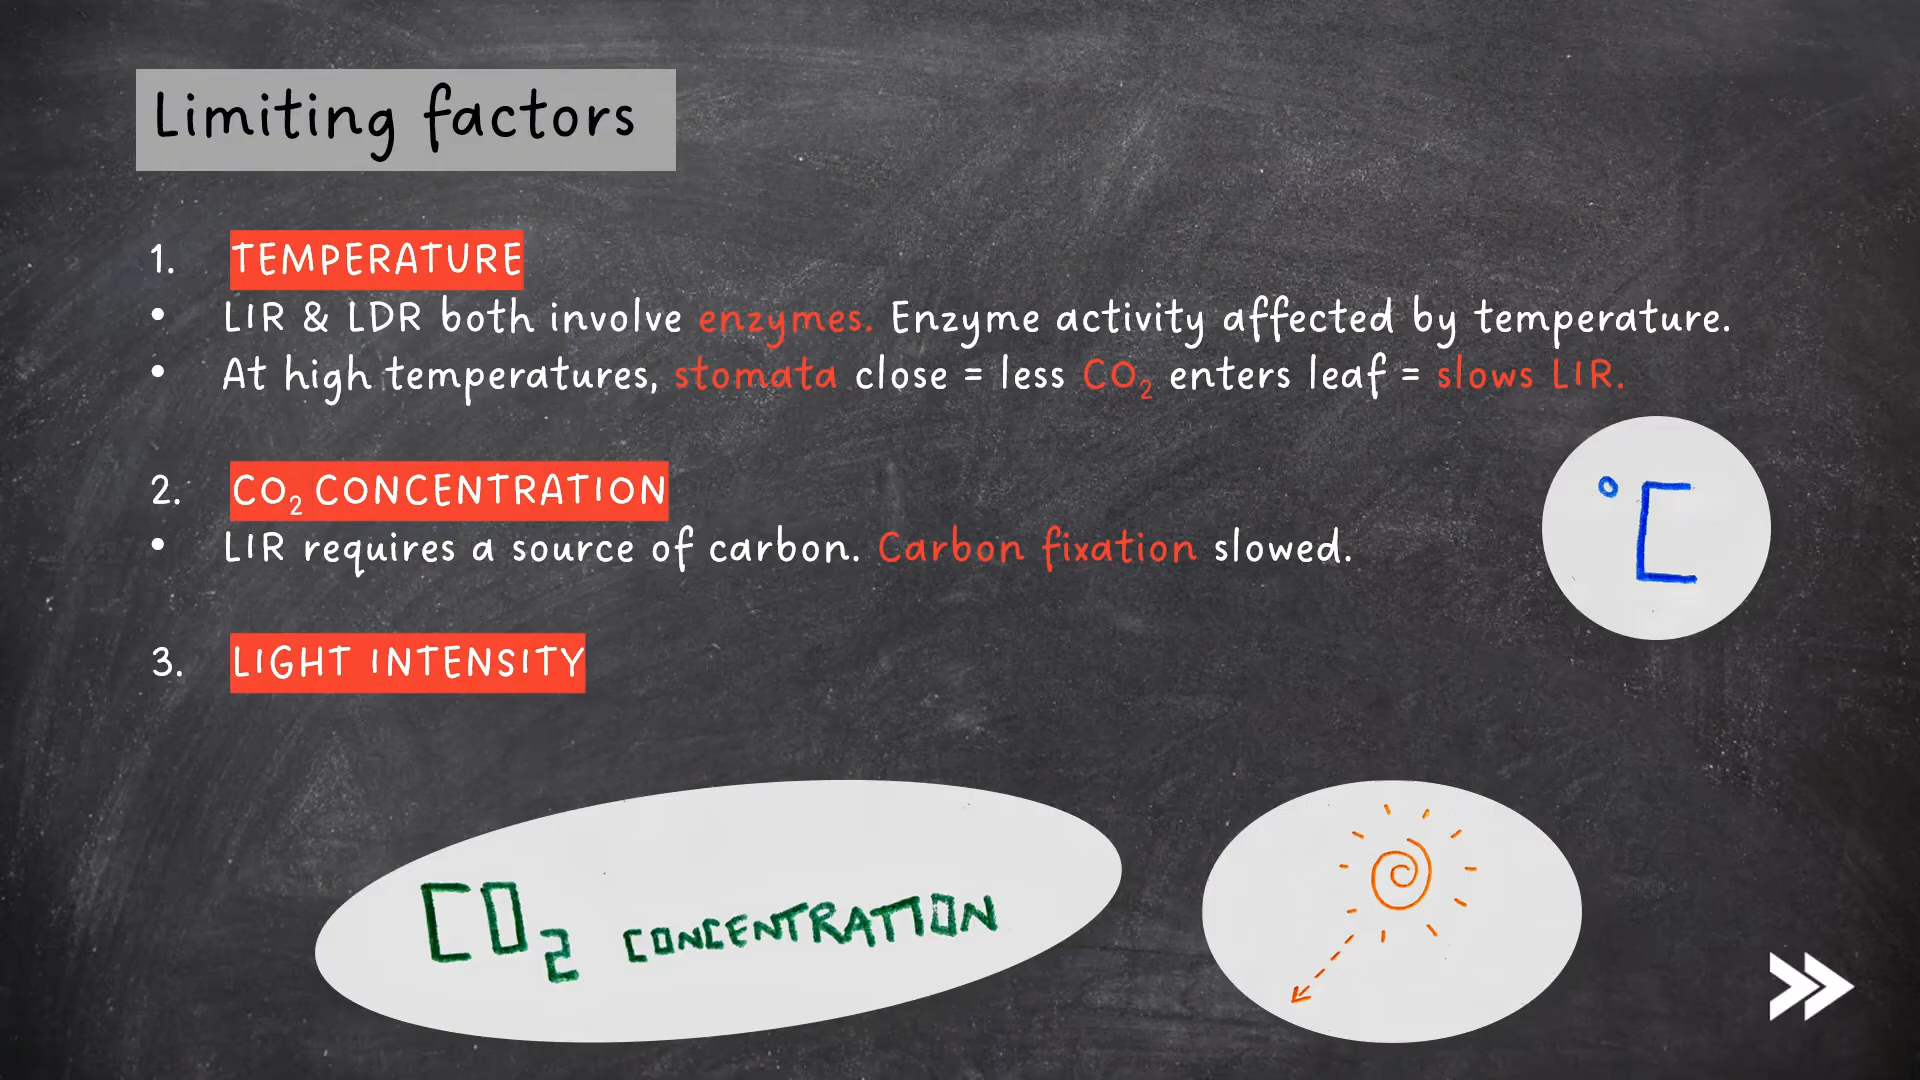 Limiting factors
1. TEMPERATURE
• LIR & LDR both involve enzymes. Enzyme activity affected by temperature.
• At high temperatures, stomata close = less CO₂ enters leaf = slows LIR.
2. CO₂ CONCENTRATION
• LIR requires a source of carbon. Carbon fixation slowed.
°C
3. LIGHT INTENSITY
CO₂ CONCENTRATION